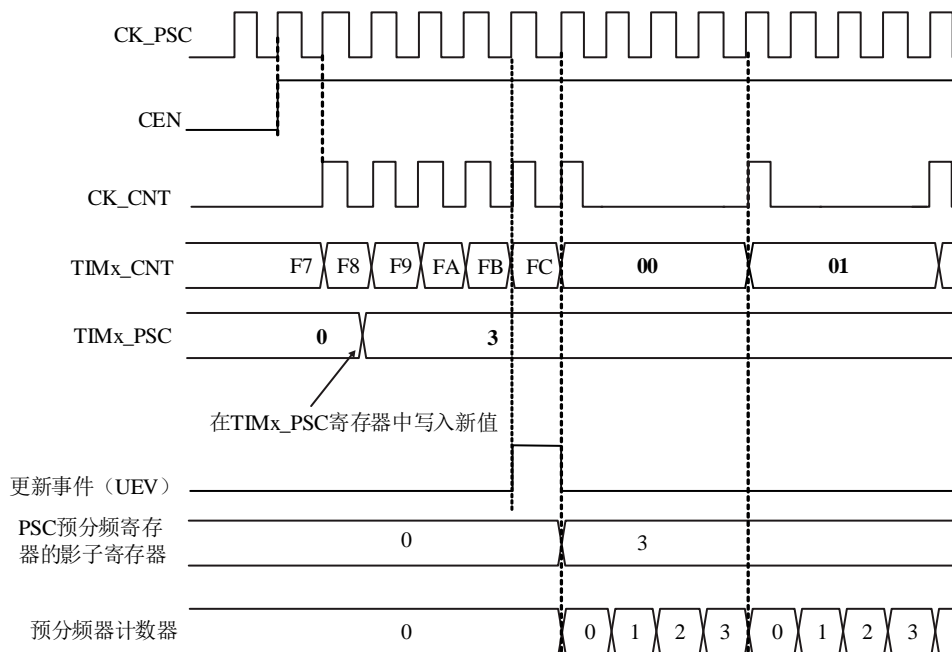 CK_PSC
CEN
CK_CNT
TIMx_CNT F7 F8 F9 FA FB FC 00 01
TIMx_PSC 0 3
在TIMx_PSC寄存器中写入新值
更新事件（UEV）
PSC预分频寄存
器的影子寄存器
0 3
预分频器计数器 0 0 1 2 3 0 1 2 3